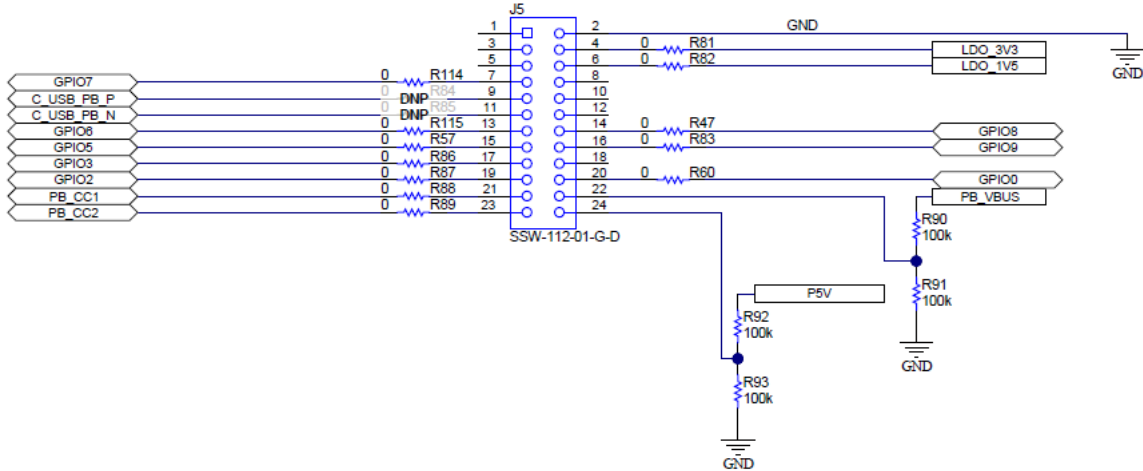 J5
1 2 GND
3 4 0 R81 LDO_3V3
5 6 0 R82 LDO_1V5
GND
GPIO7 0 R114 7 8
C_USB_PB_P 0 DNP R84 9 10
C_USB_PB_N 0 DNP R85 11 12
GPIO6 0 R115 13 14 0 R47 GPIO8
GPIO5 0 R57 15 16 0 R83 GPIO9
GPIO3 0 R86 17 18
GPIO2 0 R87 19 20 0 R60 GPIO0
PB_CC1 0 R88 21 22 PB_VBUS
PB_CC2 0 R89 23 24
SSW-112-01-G-D
R90
100k
R91
100k
GND
P5V
R92
100k
R93
100k
GND